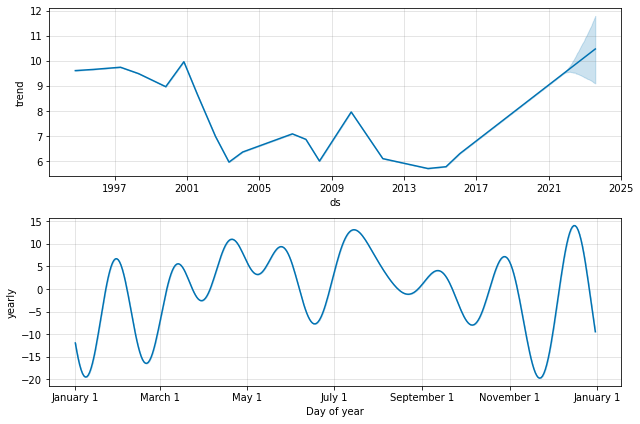 12
11
10
9
8
7
6
trend
1997
2001
2005
2009
2013
2017
2021
2025
ds
15
10
5
0
−5
−10
−15
−20
yearly
January 1
March 1
May 1
July 1
September 1
November 1
January 1
Day of year